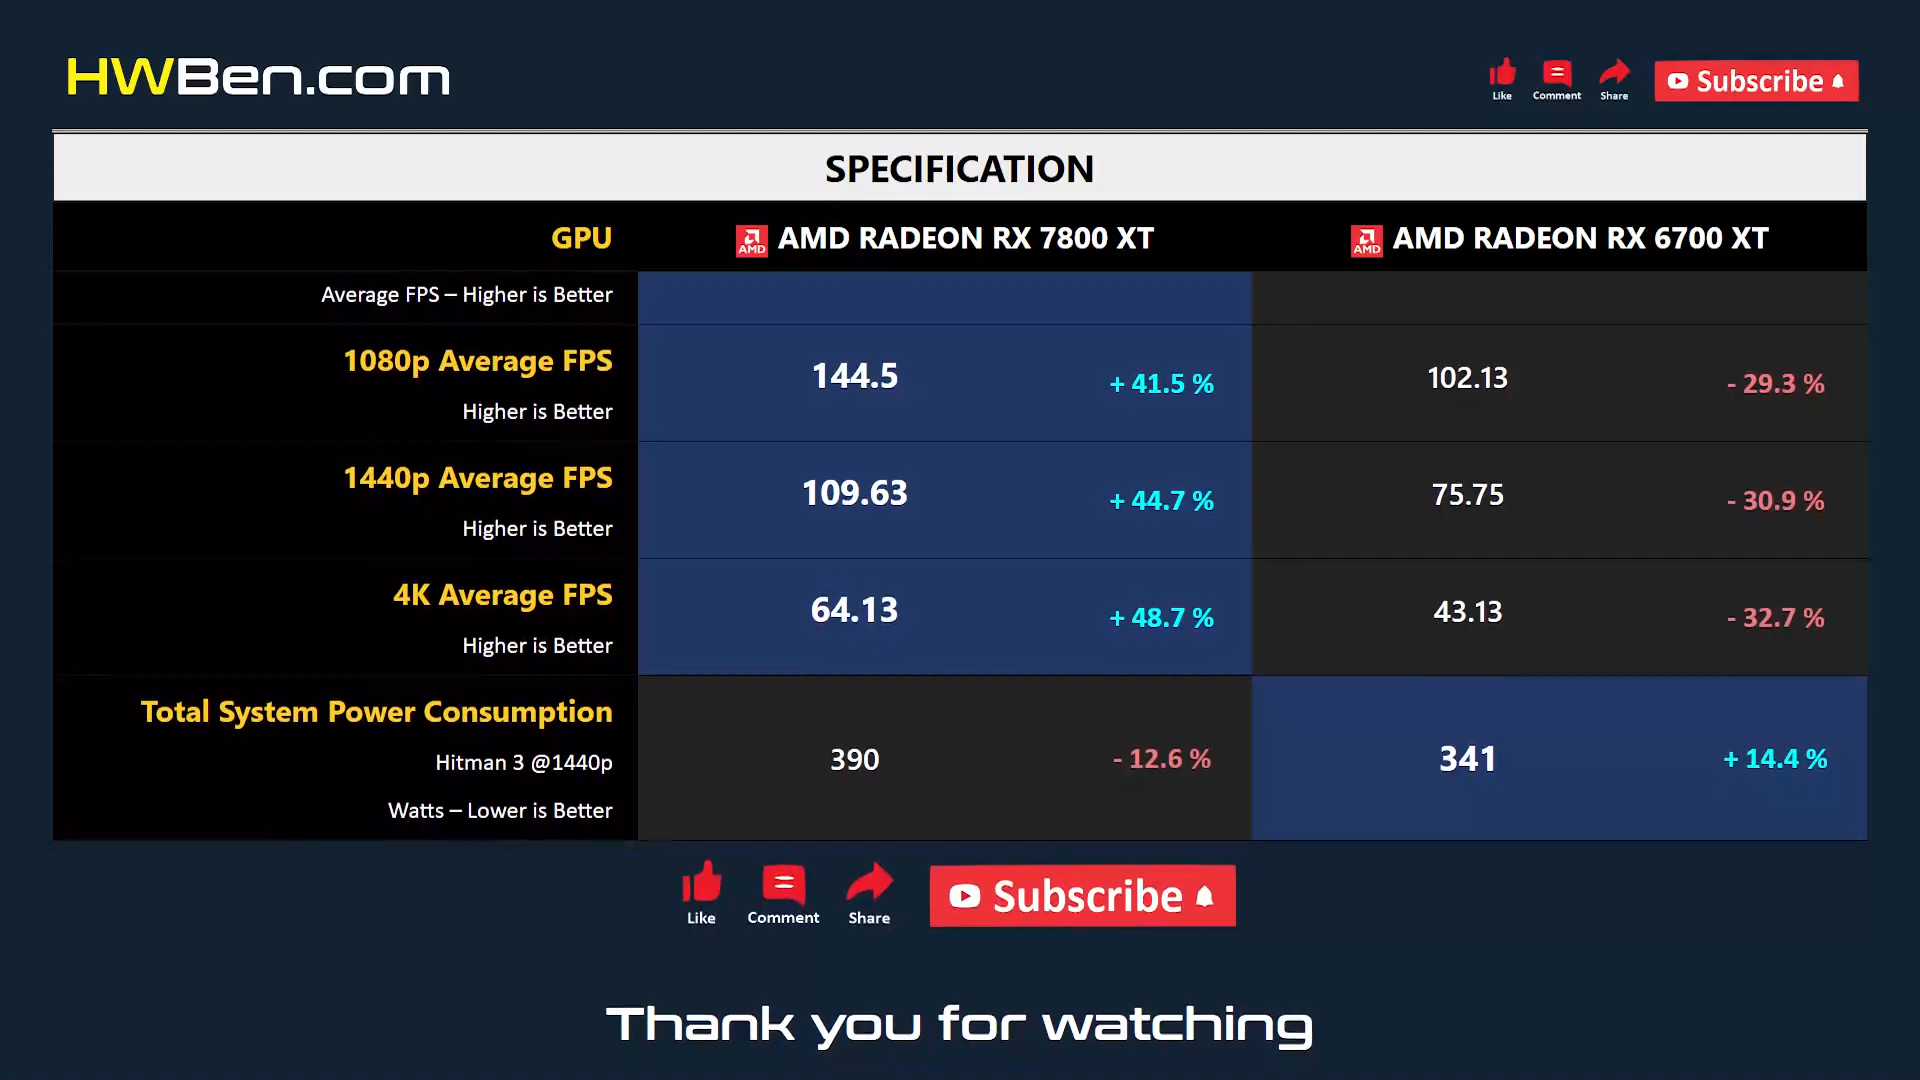 HWBen.com
Like Comment Share Subscribe
SPECIFICATION
GPU AMD AMD RADEON RX 7800 XT AMD AMD RADEON RX 6700 XT
Average FPS – Higher is Better
1080p Average FPS 144.5 + 41.5 % 102.13 - 29.3 %
Higher is Better
1440p Average FPS 109.63 + 44.7 % 75.75 - 30.9 %
Higher is Better
4K Average FPS 64.13 + 48.7 % 43.13 - 32.7 %
Higher is Better
Total System Power Consumption
Hitman 3 @1440p 390 - 12.6 % 341 + 14.4 %
Watts – Lower is Better
Like Comment Share Subscribe
Thank you for watching